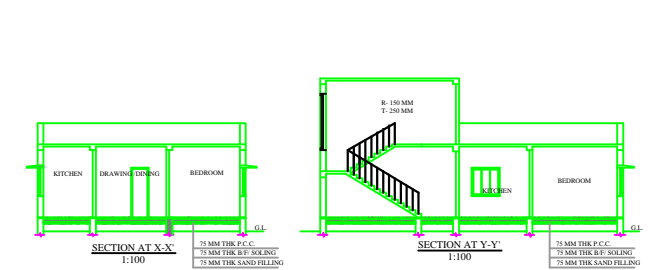 R- 150 MM
T- 250 MM
KITCHEN
DRAWING/DINING
BEDROOM
KITCHEN
BEDROOM
G.L.
G.L.
SECTION AT X-X'
1:100
75 MM THK P.C.C.
75 MM THK B/F/ SOLING
75 MM THK SAND FILLING
SECTION AT Y-Y'
1:100
75 MM THK P.C.C.
75 MM THK B/F/ SOLING
75 MM THK SAND FILLING